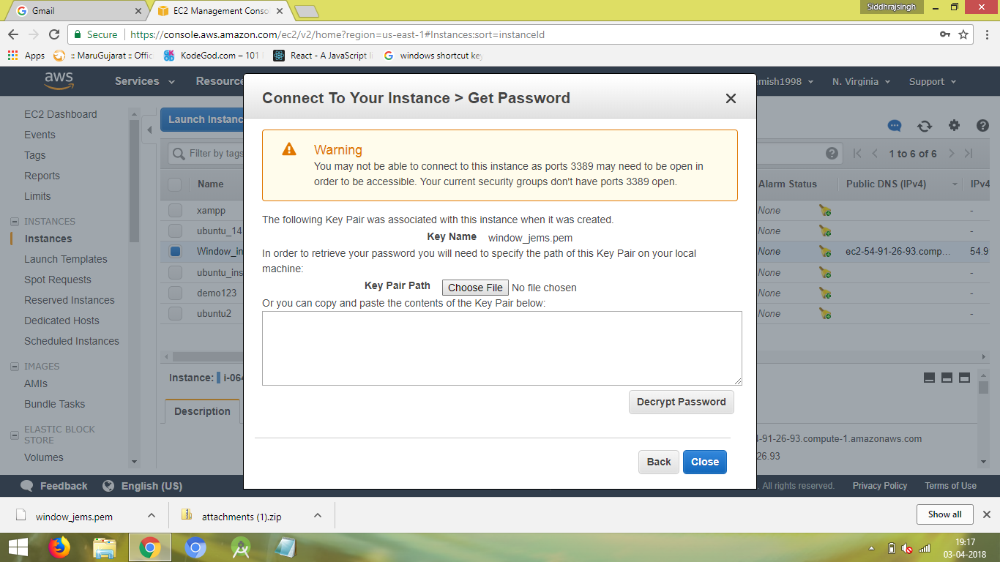 Gmail
EC2 Management Conso
Siddhrajsingh
Secure
https://console.aws.amazon.com/ec2/v2/home?region=us-east-1#Instances:sort=instanceId
Apps
:: MaruGujarat :: Offic
KodeGod.com – 101
React - A JavaScript li
windows shortcut key
aws
Services
Resource
emish1998
N. Virginia
Support
Connect To Your Instance > Get Password
EC2 Dashboard
Events
Tags
Reports
Limits
INSTANCES
Instances
Launch Templates
Spot Requests
Reserved Instances
Dedicated Hosts
Scheduled Instances
IMAGES
AMIs
Bundle Tasks
ELASTIC BLOCK
STORE
Volumes
Launch Instanc
Filter by tags
1 to 6 of 6
Name
Alarm Status
Public DNS (IPv4)
IPv4
xampp
None
-
ubuntu_14
None
-
Window_in
None
ec2-54-91-26-93.comp...
54.9
ubuntu_ins
None
-
demo123
None
-
ubuntu2
None
-
Instance:
i-064
Description
4-91-26-93.compute-1.amazonaws.com
26.93
Warning
You may not be able to connect to this instance as ports 3389 may need to be open in
order to be accessible. Your current security groups don't have ports 3389 open.
The following Key Pair was associated with this instance when it was created.
Key Name window_jems.pem
In order to retrieve your password you will need to specify the path of this Key Pair on your local
machine:
Key Pair Path Choose File No file chosen
Or you can copy and paste the contents of the Key Pair below:
Decrypt Password
Back
Close
Feedback
English (US)
All rights reserved.
Privacy Policy
Terms of Use
window_jems.pem
attachments (1).zip
Show all
19:17
03-04-2018